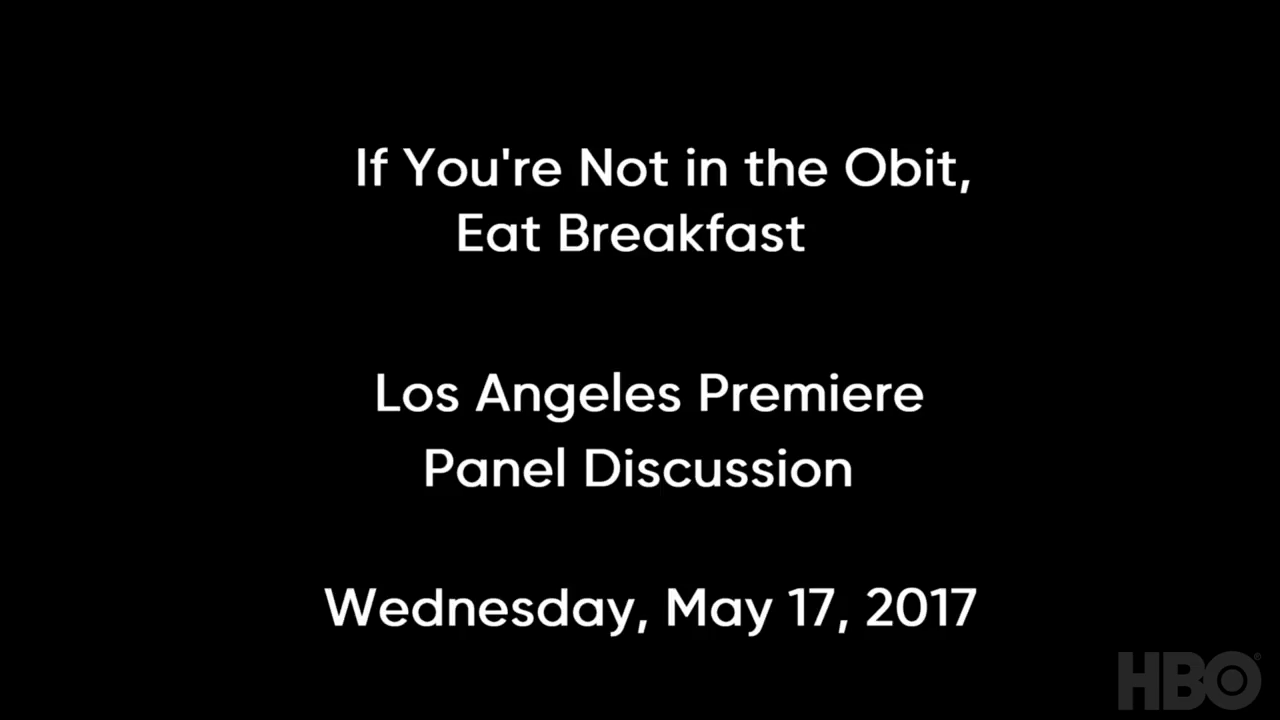 If You're Not in the Obit,
Eat Breakfast
Los Angeles Premiere
Panel Discussion
Wednesday, May 17, 2017
HBO®